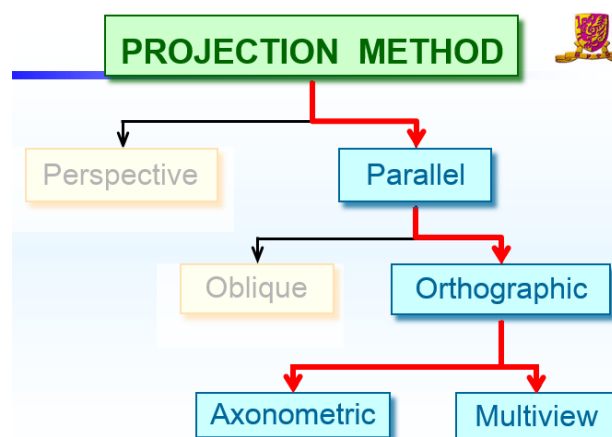 PROJECTION METHOD
Perspective
Parallel
Oblique
Orthographic
Axonometric
Multiview